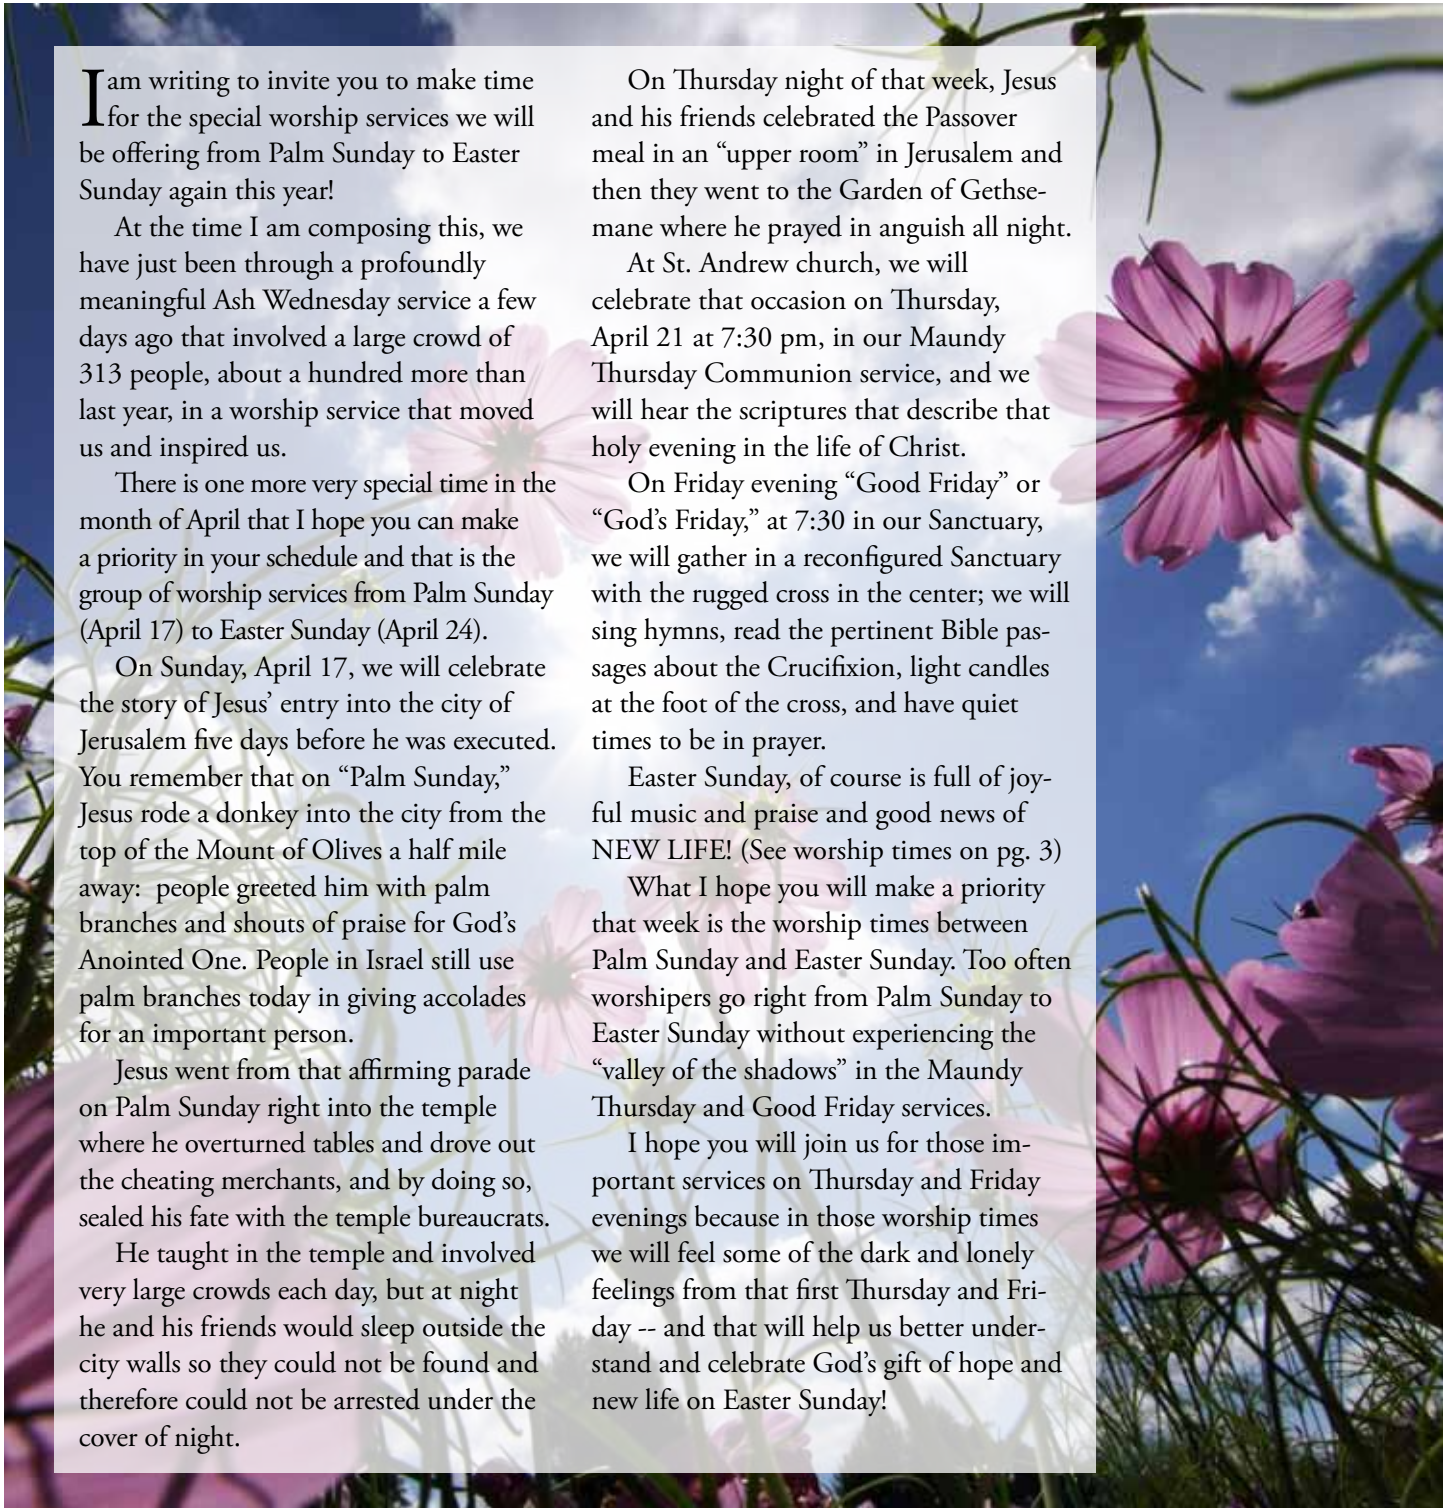 I am writing to invite you to make time
for the special worship services we will
be offering from Palm Sunday to Easter
Sunday again this year!
At the time I am composing this, we
have just been through a profoundly
meaningful Ash Wednesday service a few
days ago that involved a large crowd of
313 people, about a hundred more than
last year, in a worship service that moved
us and inspired us.
There is one more very special time in the
month of April that I hope you can make
a priority in your schedule and that is the
group of worship services from Palm Sunday
(April 17) to Easter Sunday (April 24).
On Sunday, April 17, we will celebrate
the story of Jesus’ entry into the city of
Jerusalem five days before he was executed.
You remember that on “Palm Sunday,”
Jesus rode a donkey into the city from the
top of the Mount of Olives a half mile
away:  people greeted him with palm
branches and shouts of praise for God’s
Anointed One. People in Israel still use
palm branches today in giving accolades
for an important person.
Jesus went from that affirming parade
on Palm Sunday right into the temple
where he overturned tables and drove out
the cheating merchants, and by doing so,
sealed his fate with the temple bureaucrats.
He taught in the temple and involved
very large crowds each day, but at night
he and his friends would sleep outside the
city walls so they could not be found and
therefore could not be arrested under the
cover of night.
On Thursday night of that week, Jesus
and his friends celebrated the Passover
meal in an “upper room” in Jerusalem and
then they went to the Garden of Gethse-
mane where he prayed in anguish all night.
At St. Andrew church, we will
celebrate that occasion on Thursday,
April 21 at 7:30 pm, in our Maundy
Thursday Communion service, and we
will hear the scriptures that describe that
holy evening in the life of Christ.
On Friday evening “Good Friday” or
“God’s Friday,” at 7:30 in our Sanctuary,
we will gather in a reconfigured Sanctuary
with the rugged cross in the center; we will
sing hymns, read the pertinent Bible pas-
sages about the Crucifixion, light candles
at the foot of the cross, and have quiet
times to be in prayer.
Easter Sunday, of course is full of joy-
ful music and praise and good news of
NEW LIFE! (See worship times on pg. 3)
What I hope you will make a priority
that week is the worship times between
Palm Sunday and Easter Sunday. Too often
worshipers go right from Palm Sunday to
Easter Sunday without experiencing the
“valley of the shadows” in the Maundy
Thursday and Good Friday services.
I hope you will join us for those im-
portant services on Thursday and Friday
evenings because in those worship times
we will feel some of the dark and lonely
feelings from that first Thursday and Fri-
day -- and that will help us better under-
stand and celebrate God’s gift of hope and
new life on Easter Sunday!